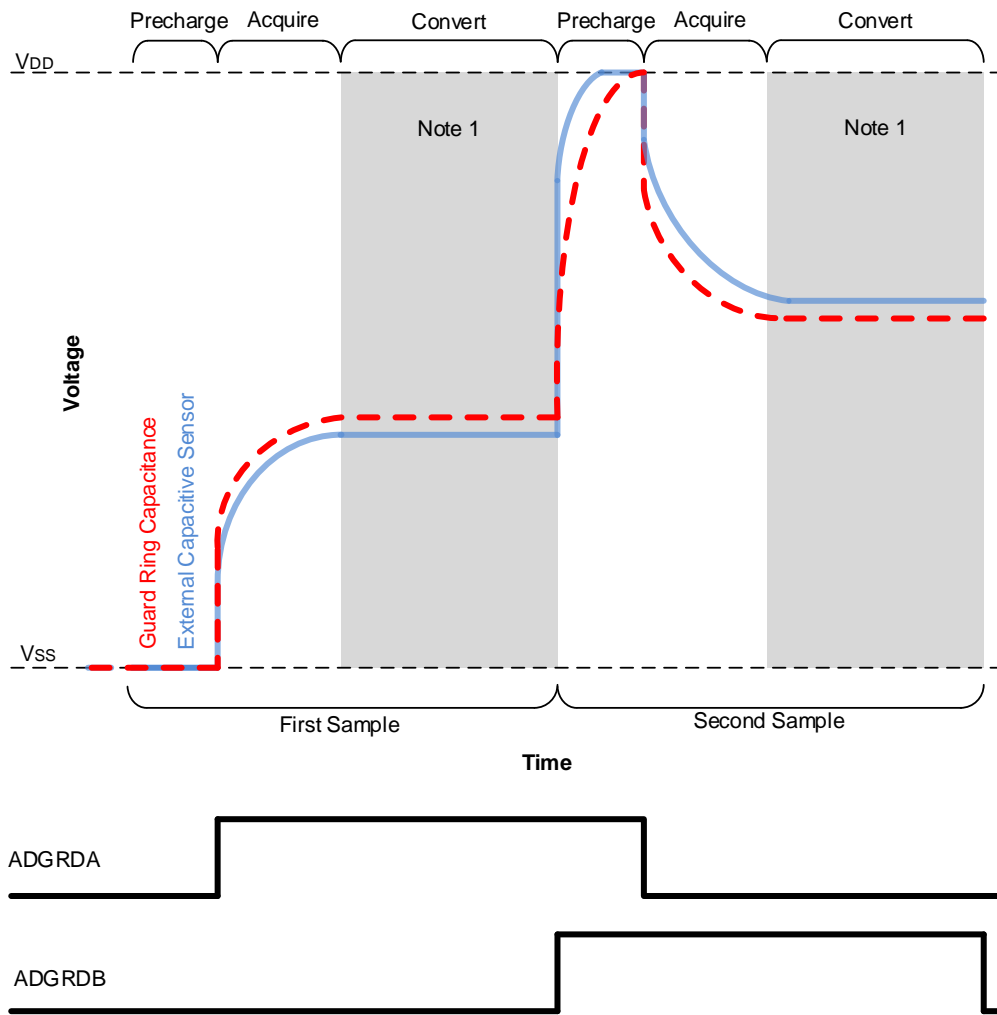 Precharge Acquire Convert Precharge Acquire Convert
VDD
Note 1 Note 1
Voltage
Guard Ring Capacitance
External Capacitive Sensor
VSS
First Sample Second Sample
Time
ADGRDA
ADGRDB